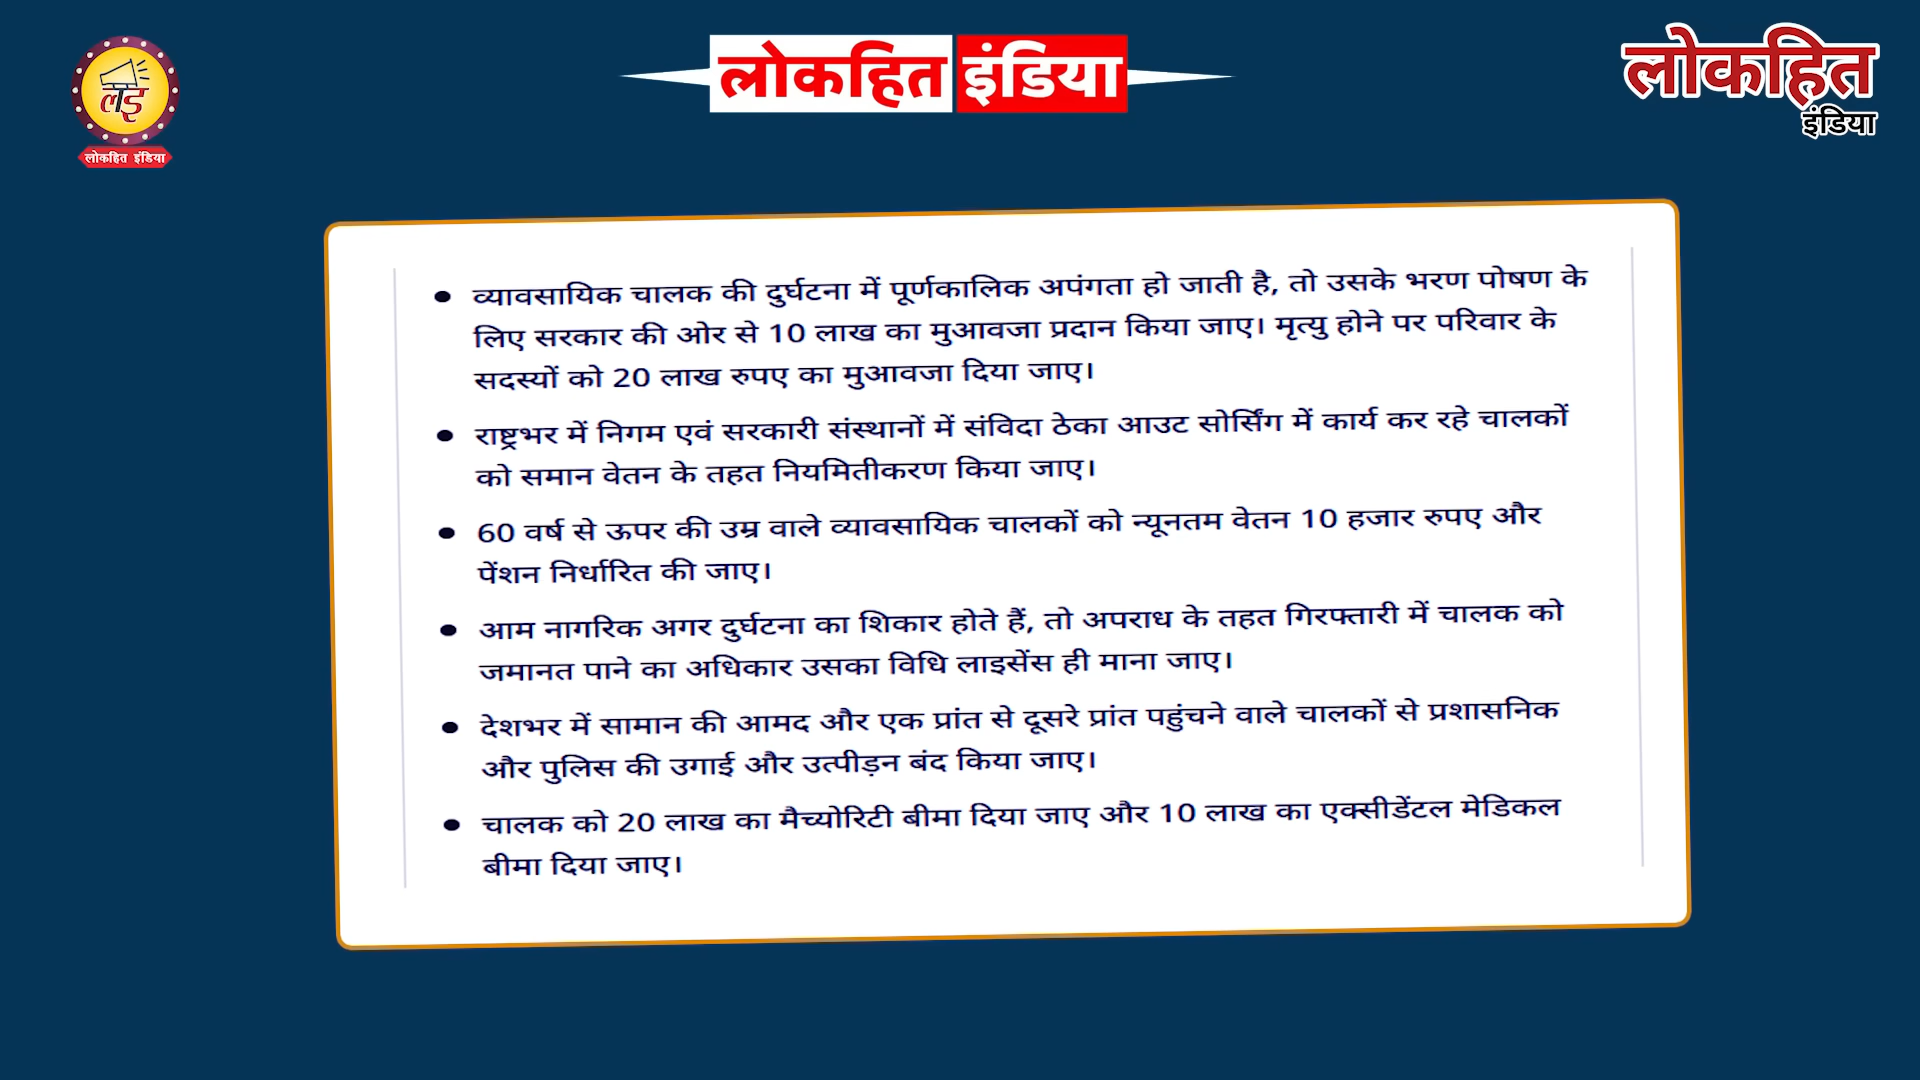 लोकहित इंडिया
लोकहित
इंडिया
लइ
लोकहित इंडिया
• व्यावसायिक चालक की दुर्घटना में पूर्णकालिक अपंगता हो जाती है, तो उसके भरण पोषण के
लिए सरकार की ओर से 10 लाख का मुआवजा प्रदान किया जाए। मृत्यु होने पर परिवार के
सदस्यों को 20 लाख रुपए का मुआवजा दिया जाए।
• राष्ट्रभर में निगम एवं सरकारी संस्थानों में संविदा ठेका आउट सोर्सिंग में कार्य कर रहे चालकों
को समान वेतन के तहत नियमितीकरण किया जाए।
• 60 वर्ष से ऊपर की उम्र वाले व्यावसायिक चालकों को न्यूनतम वेतन 10 हजार रुपए और
पेंशन निर्धारित की जाए।
• आम नागरिक अगर दुर्घटना का शिकार होते हैं, तो अपराध के तहत गिरफ्तारी में चालक को
जमानत पाने का अधिकार उसका विधि लाइसेंस ही माना जाए।
• देशभर में सामान की आमद और एक प्रांत से दूसरे प्रांत पहुंचने वाले चालकों से प्रशासनिक
और पुलिस की उगाई और उत्पीड़न बंद किया जाए।
• चालक को 20 लाख का मैच्योरिटी बीमा दिया जाए और 10 लाख का एक्सीडेंटल मेडिकल
बीमा दिया जाए।